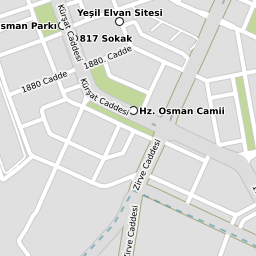 Yeşil Elvan Sitesi
sman Parkı
817 Sokak
Kürşat Caddesi
1880. Cadde
1880 Cadde
Kürşat Caddesi
Hz. Osman Camii
Zirve Caddesi
Zirve Caddesi